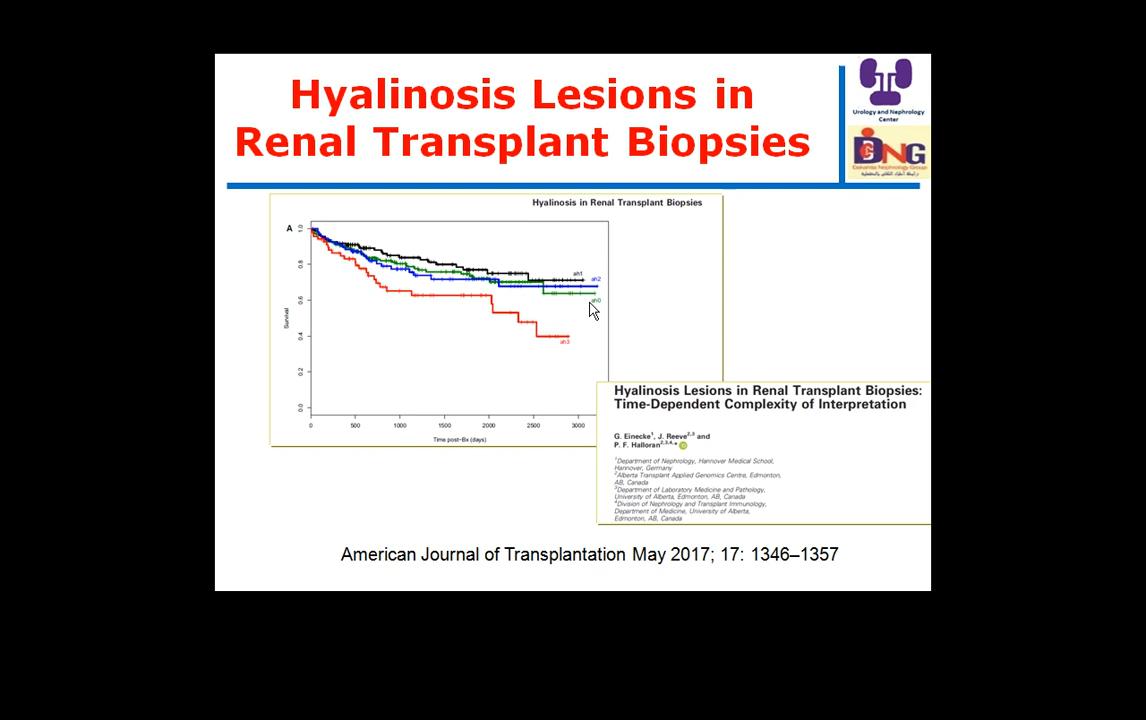 Hyalinosis Lesions in
Renal Transplant Biopsies
Urology and Nephrology
Center
DNG
Dakahlia Nephrology Group
Hyalinosis in Renal Transplant Biopsies
A
1.0
0.8
0.6
0.4
0.2
0.0
Survival
ah1
ah2
ah0
ah3
0 500 1000 1500 2000 2500 3000
Time post-Bx (days)
Hyalinosis Lesions in Renal Transplant Biopsies:
Time-Dependent Complexity of Interpretation
G. Einecke¹, J. Reeve²,³ and
P. F. Halloran²,³,⁴,*
iD
¹Department of Nephrology, Hannover Medical School,
Hannover, Germany
²Alberta Transplant Applied Genomics Centre, Edmonton,
AB, Canada
³Department of Laboratory Medicine and Pathology,
University of Alberta, Edmonton, AB, Canada
⁴Division of Nephrology and Transplant Immunology,
Department of Medicine, University of Alberta,
Edmonton, AB, Canada
American Journal of Transplantation May 2017; 17: 1346–1357